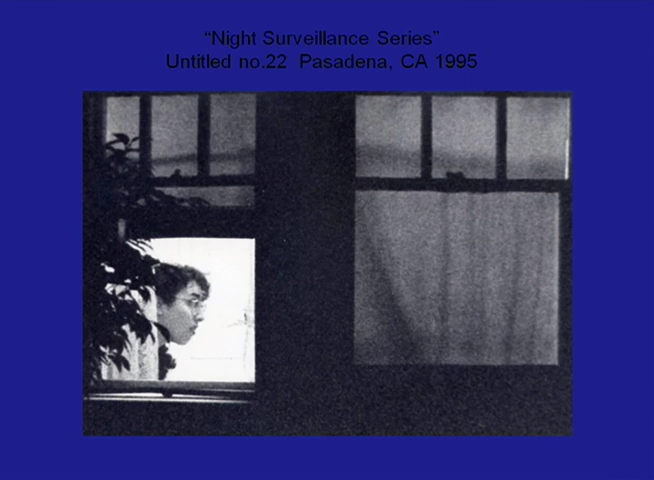 “Night Surveillance Series”
Untitled no.22 Pasadena, CA 1995